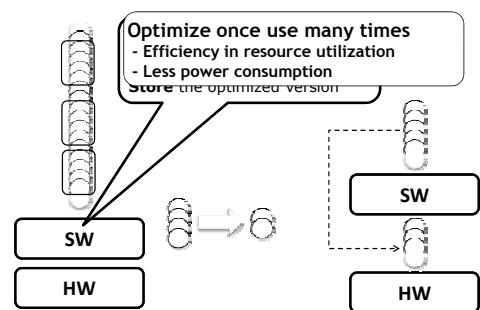 Optimize once use many times
- Efficiency in resource utilization
- Less power consumption
Store the optimized version
SW
HW
SW
HW